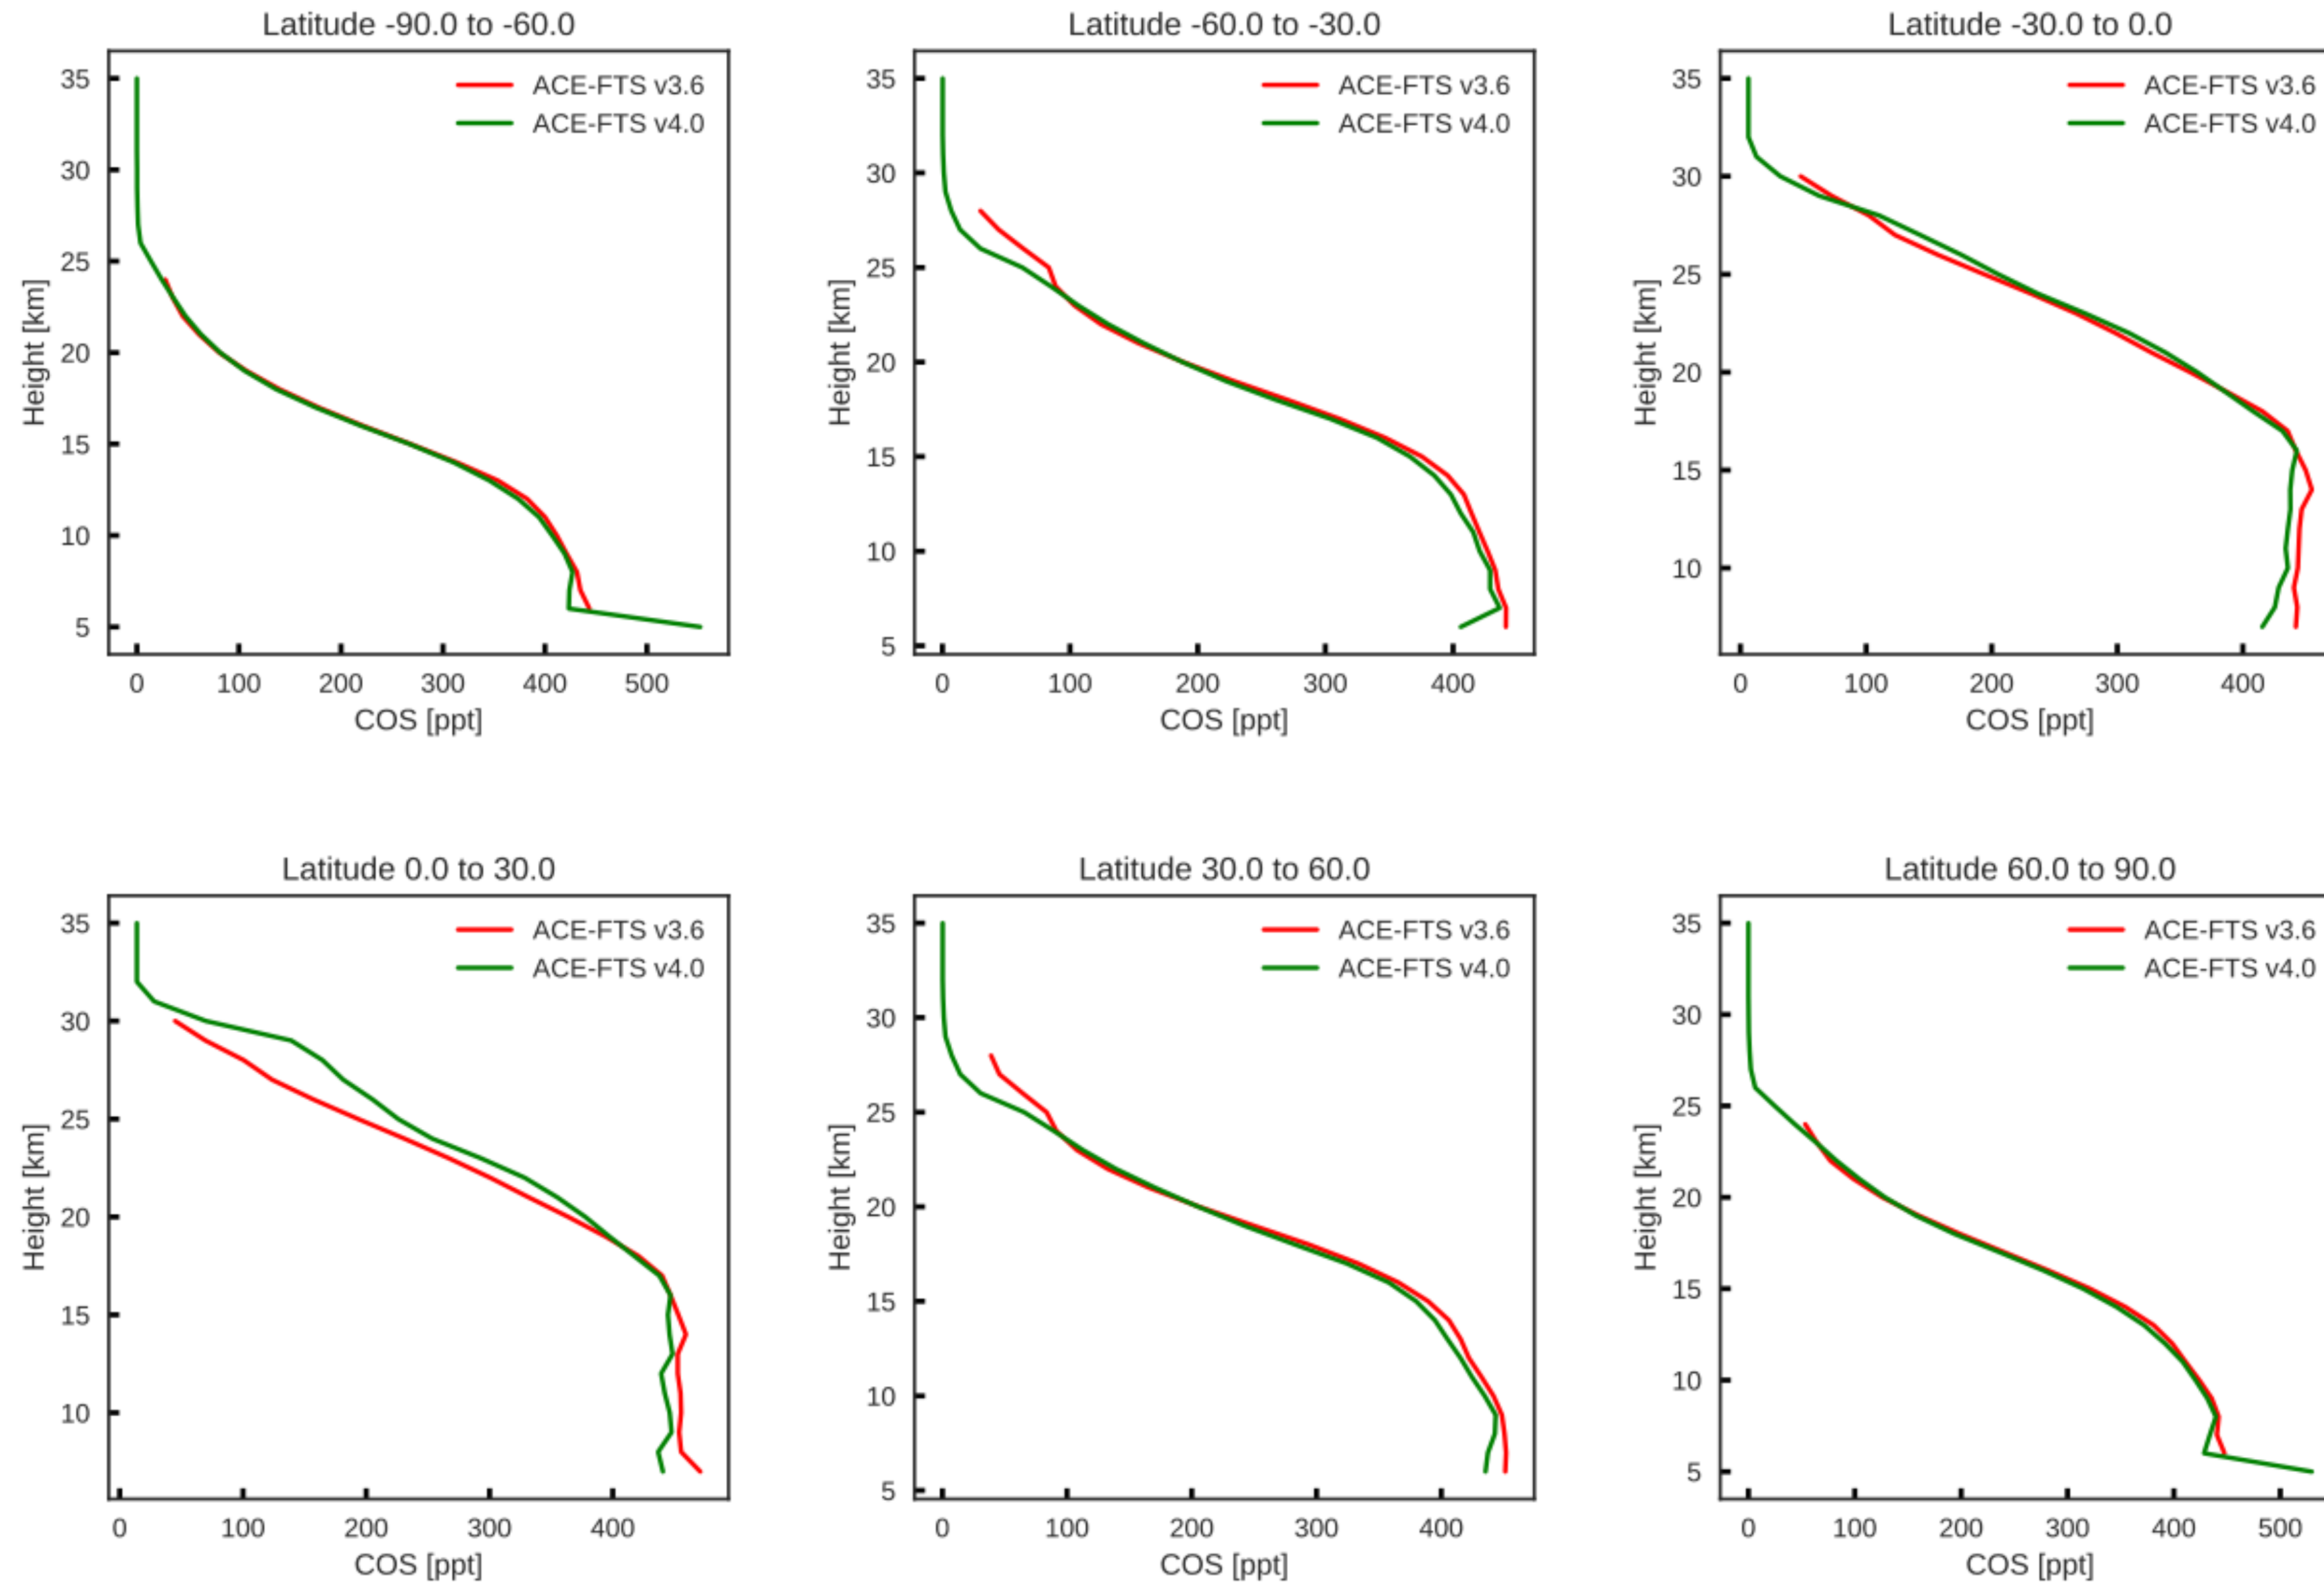 Latitude -90.0 to -60.0
ACE-FTS v3.6
ACE-FTS v4.0
35
30
25
20
15
10
5
Height [km]
0 100 200 300 400 500
COS [ppt]
Latitude -60.0 to -30.0
ACE-FTS v3.6
ACE-FTS v4.0
35
30
25
20
15
10
5
Height [km]
0 100 200 300 400
COS [ppt]
Latitude -30.0 to 0.0
ACE-FTS v3.6
ACE-FTS v4.0
35
30
25
20
15
10
Height [km]
0 100 200 300 400
COS [ppt]
Latitude 0.0 to 30.0
ACE-FTS v3.6
ACE-FTS v4.0
35
30
25
20
15
10
Height [km]
0 100 200 300 400
COS [ppt]
Latitude 30.0 to 60.0
ACE-FTS v3.6
ACE-FTS v4.0
35
30
25
20
15
10
5
Height [km]
0 100 200 300 400
COS [ppt]
Latitude 60.0 to 90.0
ACE-FTS v3.6
ACE-FTS v4.0
35
30
25
20
15
10
5
Height [km]
0 100 200 300 400 500
COS [ppt]